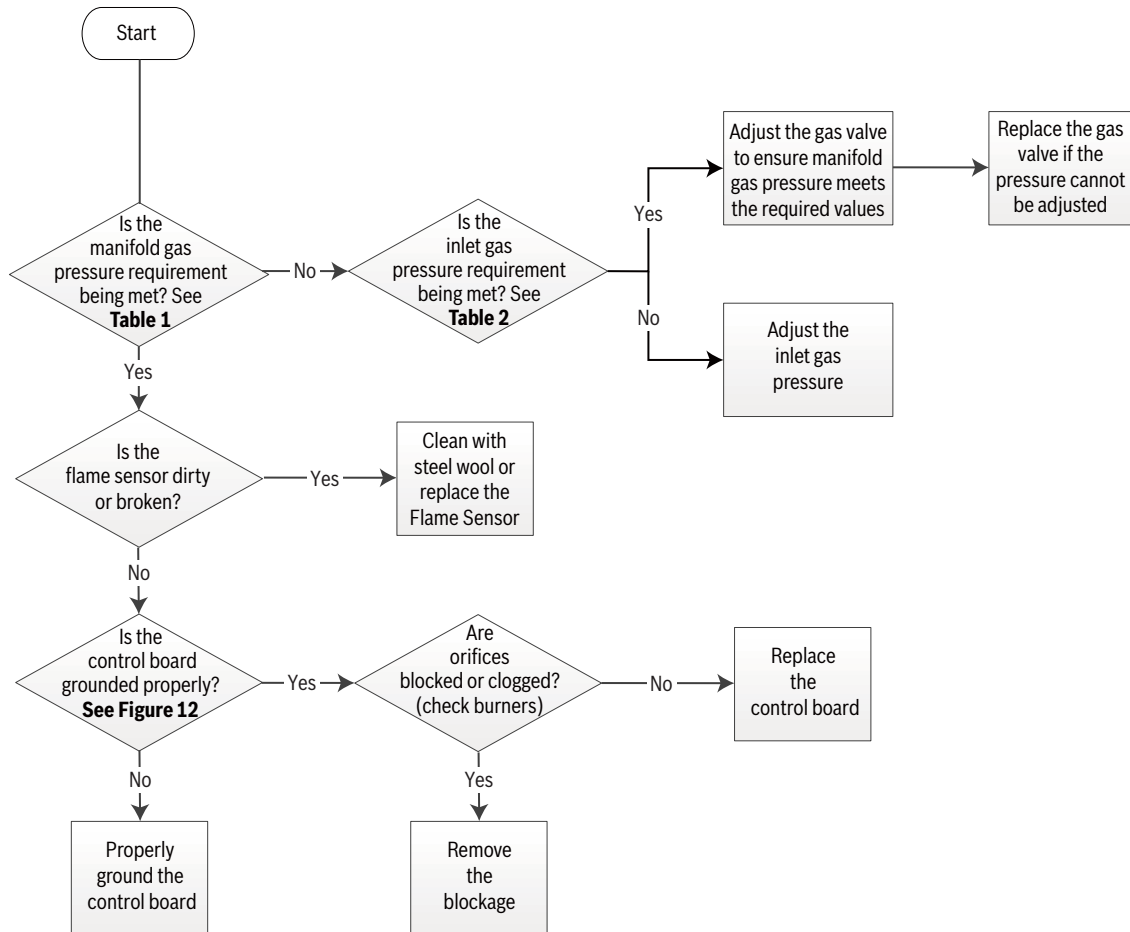 Start
Is the
manifold gas
pressure requirement
being met? See
Table 1
No
Is the
inlet gas
pressure requirement
being met? See
Table 2
Yes
Adjust the gas valve
to ensure manifold
gas pressure meets
the required values
Replace the gas
valve if the
pressure cannot
be adjusted
No
Adjust the
inlet gas
pressure
Yes
Is the
flame sensor dirty
or broken?
Yes
Clean with
steel wool or
replace the
Flame Sensor
No
Is the
control board
grounded properly?
See Figure 12
Yes
Are
orifices
blocked or clogged?
(check burners)
No
Replace
the
control board
No
Properly
ground the
control board
Yes
Remove
the
blockage